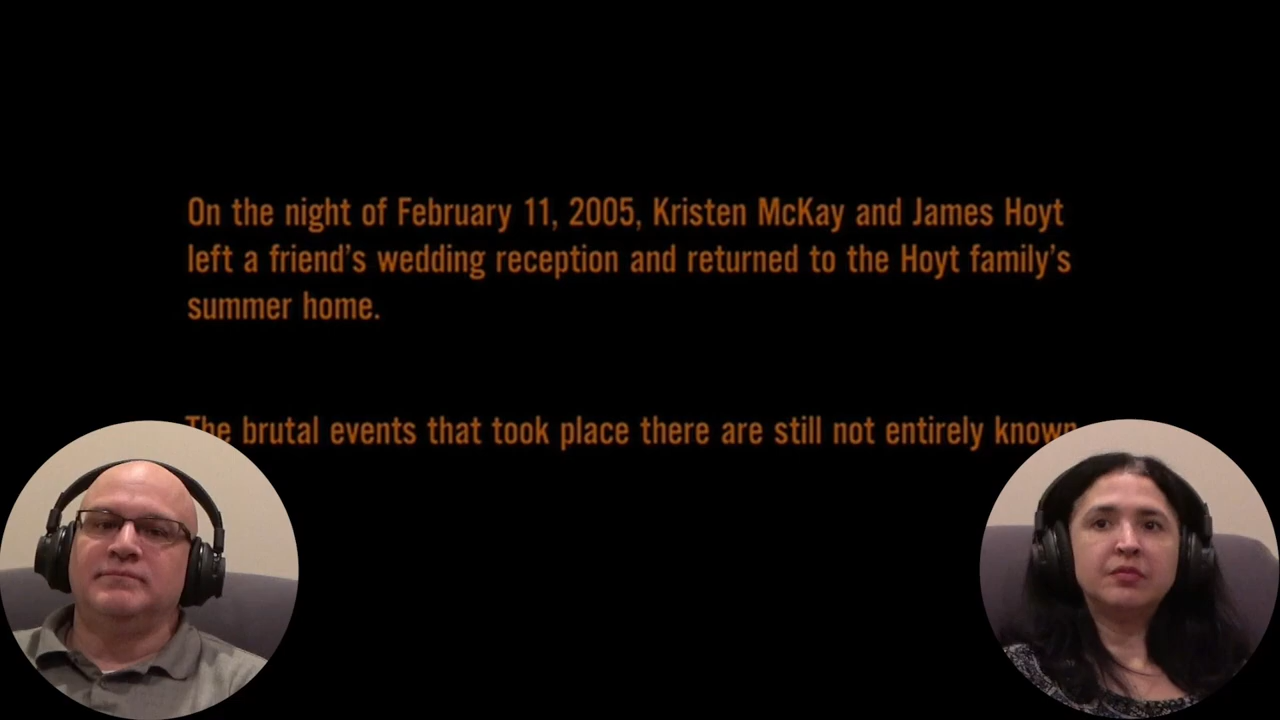 On the night of February 11, 2005, Kristen McKay and James Hoyt
left a friend's wedding reception and returned to the Hoyt family's
summer home.
The brutal events that took place there are still not entirely known